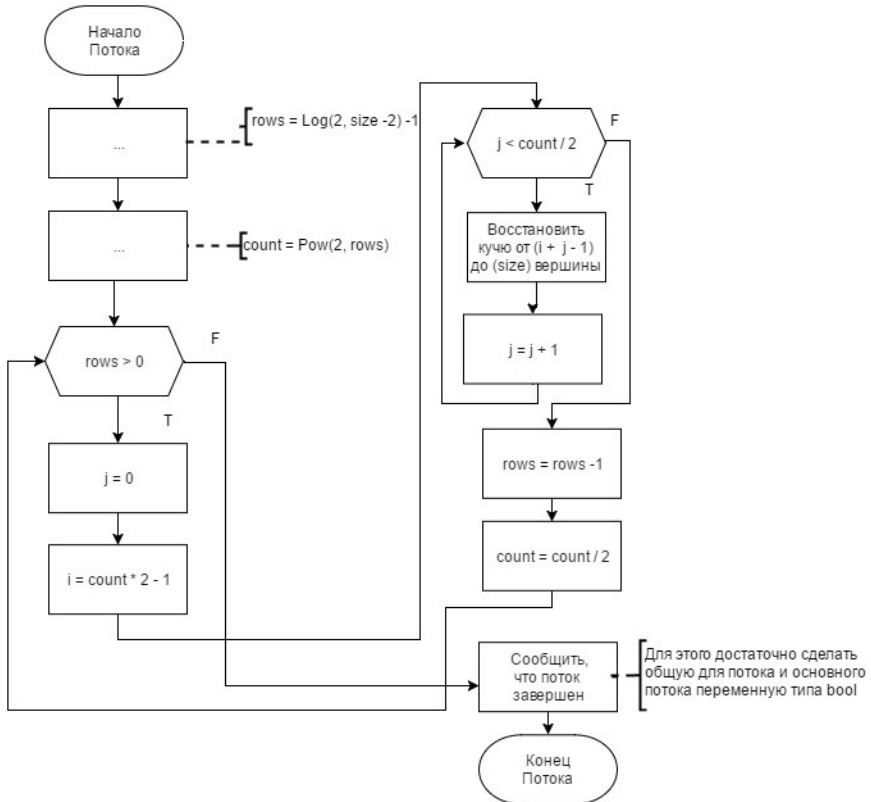 Начало
Потока
...
rows = Log(2, size -2) -1
...
count = Pow(2, rows)
rows > 0
F
T
j = 0
i = count * 2 - 1
j < count / 2
F
T
Восстановить
кучу от (i + j - 1)
до (size) вершины
j = j + 1
rows = rows -1
count = count / 2
Сообщить,
что поток
завершен
Для этого достаточно сделать
общую для потока и основного
потока переменную типа bool
Конец
Потока